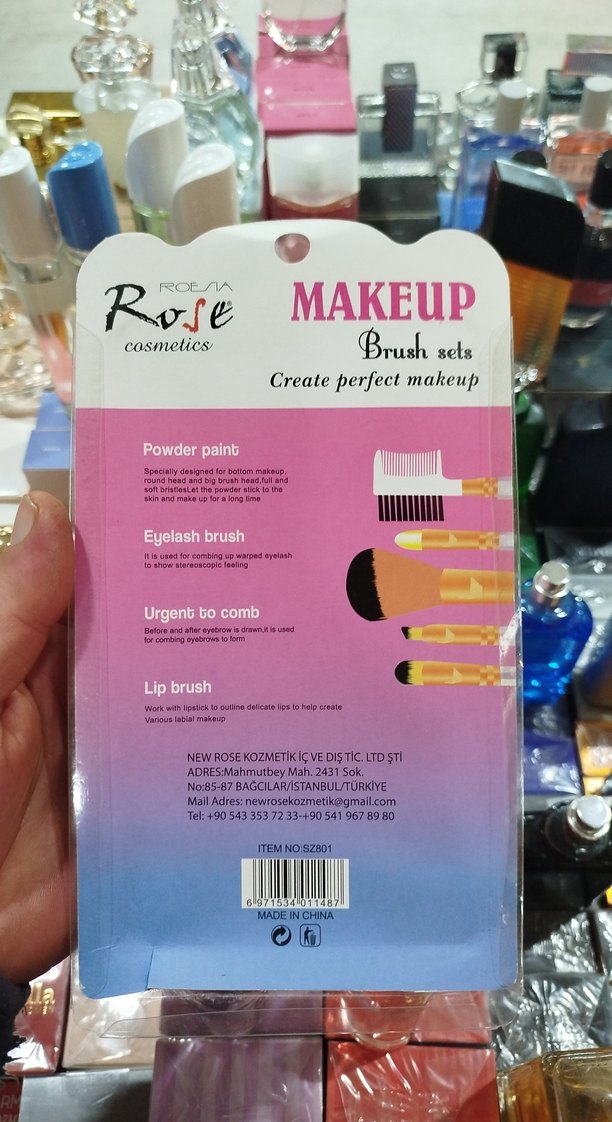 ROESIA
Rose®
cosmetics
MAKEUP
Brush sets
Create perfect makeup
Powder paint
Specially designed for bottom makeup,
round head and big brush head,full and
soft bristlesLet the powder stick to the
skin and make up for a long time
Eyelash brush
It is used for combing up warped eyelash
to show stereoscopic feeling
Urgent to comb
Before and after eyebrow is drawn,it is used
for combing eyebrows to form
Lip brush
Work with lipstick to outline delicate lips to help create
Various labial makeup
NEW ROSE KOZMETİK İÇ VE DIŞ TİC. LTD ŞTİ
ADRES:Mahmutbey Mah. 2431 Sok.
No:85-87 BAĞCILAR/İSTANBUL/TÜRKİYE
Mail Adres: newrosekozmetik@gmail.com
Tel: +90 543 353 72 33-+90 541 967 89 80
ITEM NO:SZ801
6 971534 011487
MADE IN CHINA